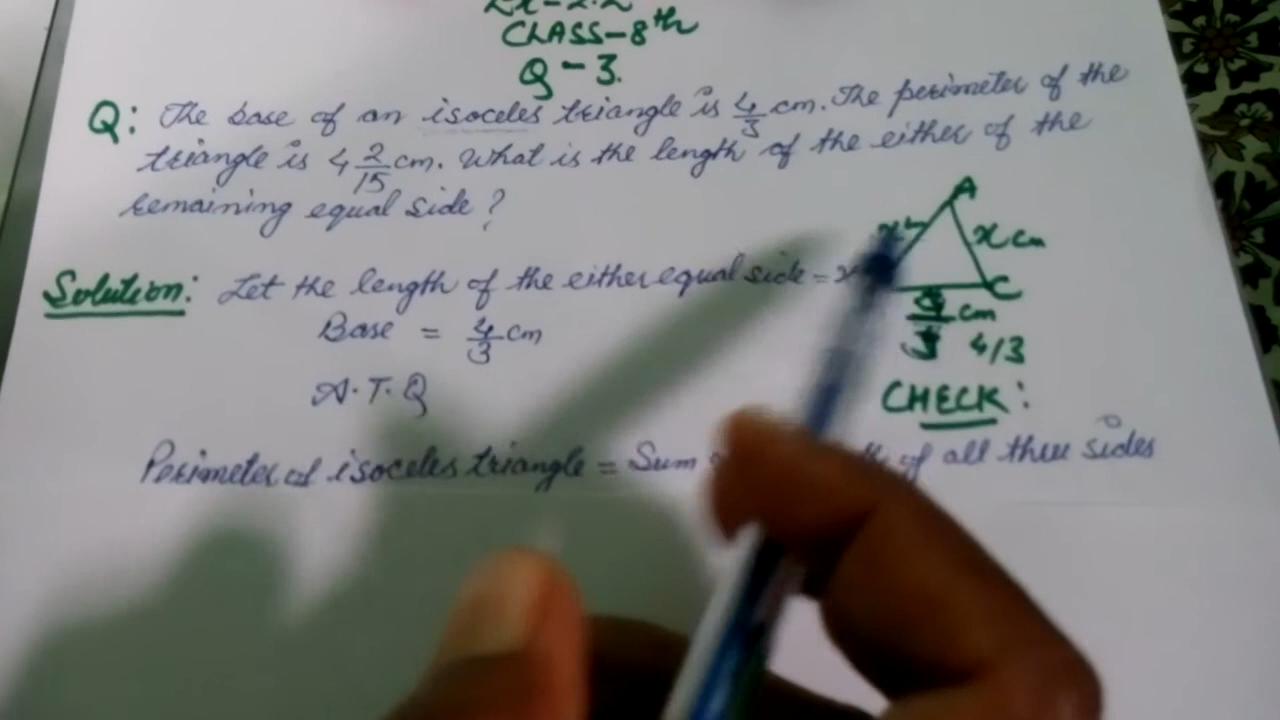 CLASS-8th
Q-3.
Q: The base of an isoceles triangle is 4/3 cm. The perimeter of the
triangle is 4 2/15 cm. What is the length of the either of the
remaining equal side?
A
x cm
C
cm
4/3
Solution: Let the length of the either equal side = x
Base = 4/3 cm
A.T.Q
CHECK:
Perimeter of isoceles triangle = Sum of all three sides